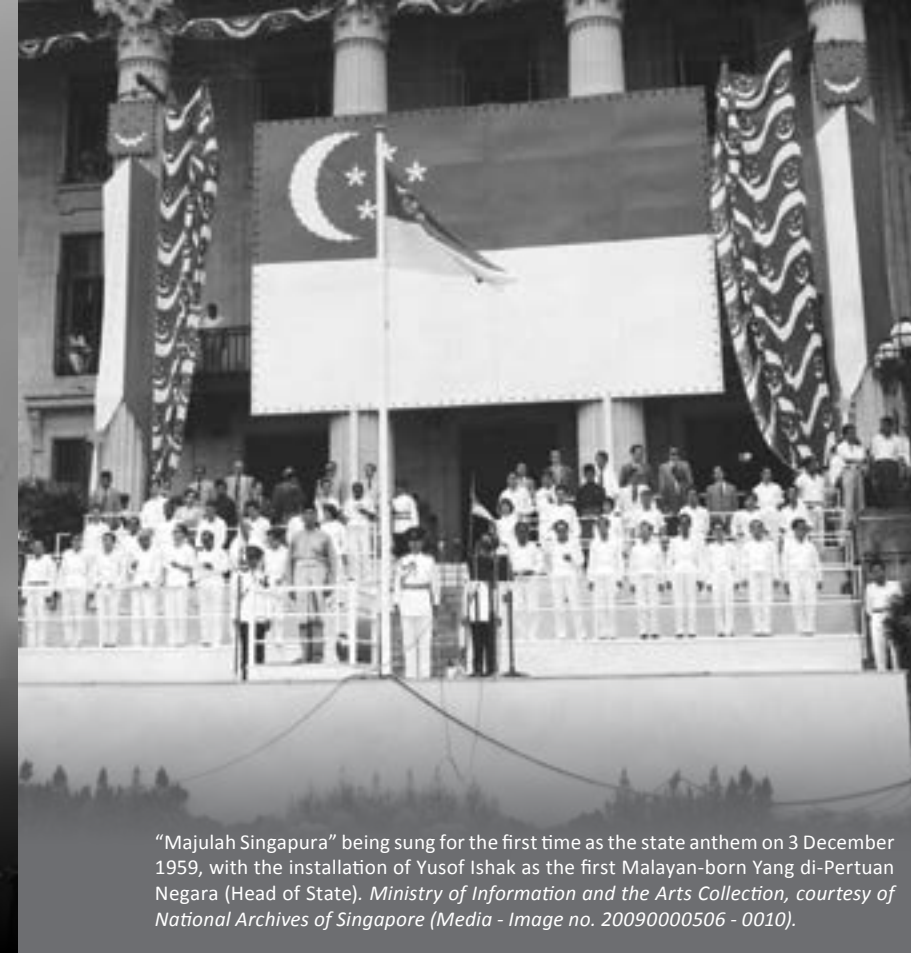 “Majulah Singapura” being sung for the first time as the state anthem on 3 December
1959, with the installation of Yusof Ishak as the first Malayan-born Yang di-Pertuan
Negara (Head of State). Ministry of Information and the Arts Collection, courtesy of
National Archives of Singapore (Media - Image no. 20090000506 - 0010).